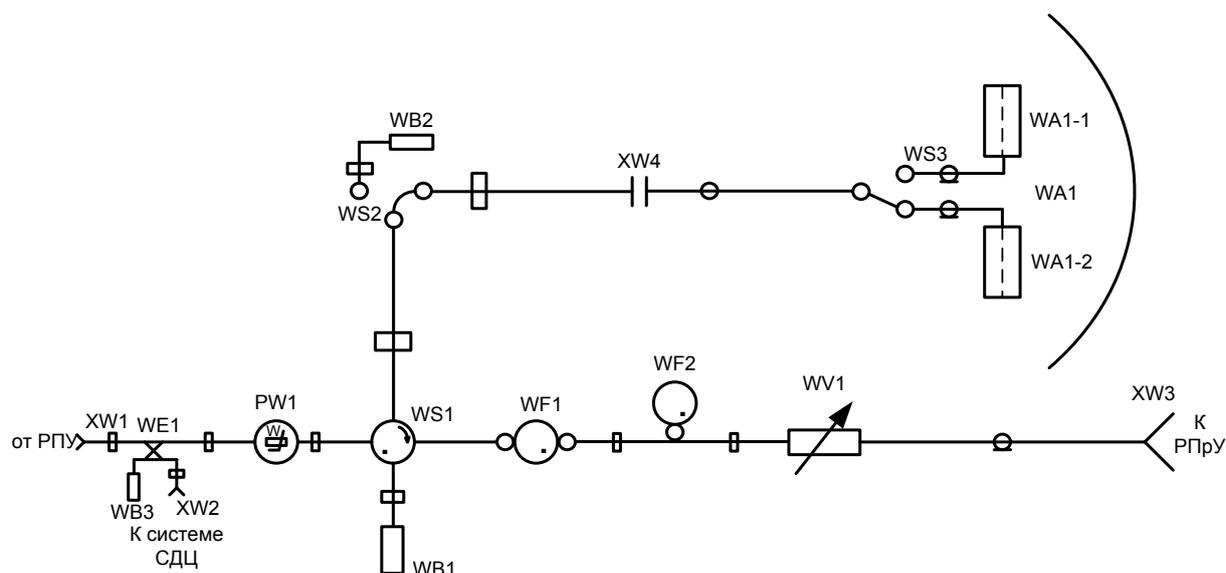 WB2
WA1-1
XW4
WS3
WS2
WA1
WA1-2
WF2
WV1
XW3
PW1
WS1
WF1
XW1
WE1
от РПУ
W
К
РПрУ
WB3
XW2
К системе
СДЦ
WB1